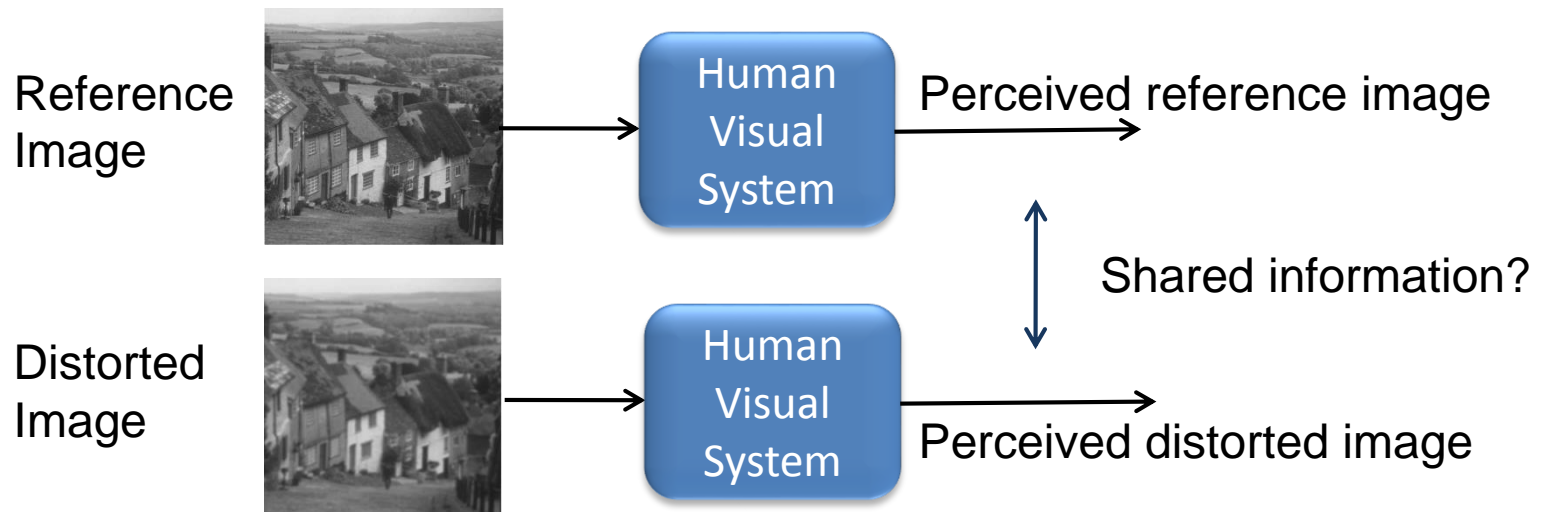 Reference
Image
Human
Visual
System
Perceived reference image
Shared information?
Distorted
Image
Human
Visual
System
Perceived distorted image